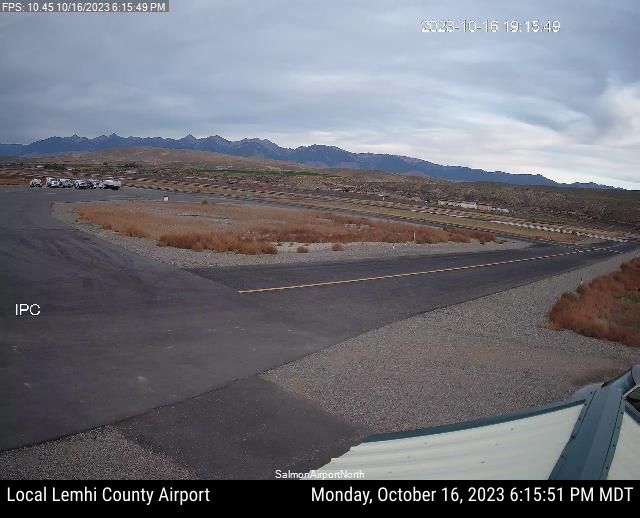 FPS: 10.45 10/16/2023 6:15:49 PM
2023-10-16 19:15:49
IPC
SalmonAirportNorth
Local Lemhi County Airport
Monday, October 16, 2023 6:15:51 PM MDT